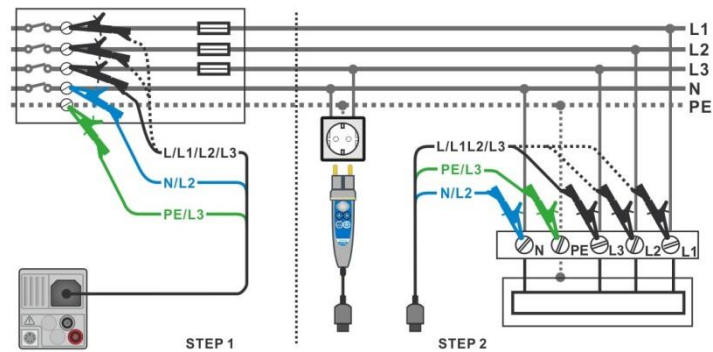 L1
L2
L3
N
PE
L/L1/L2/L3
N/L2
PE/L3
L/L1L2/L3
PE/L3
N/L2
N PE L3 L2 L1
STEP 1
STEP 2